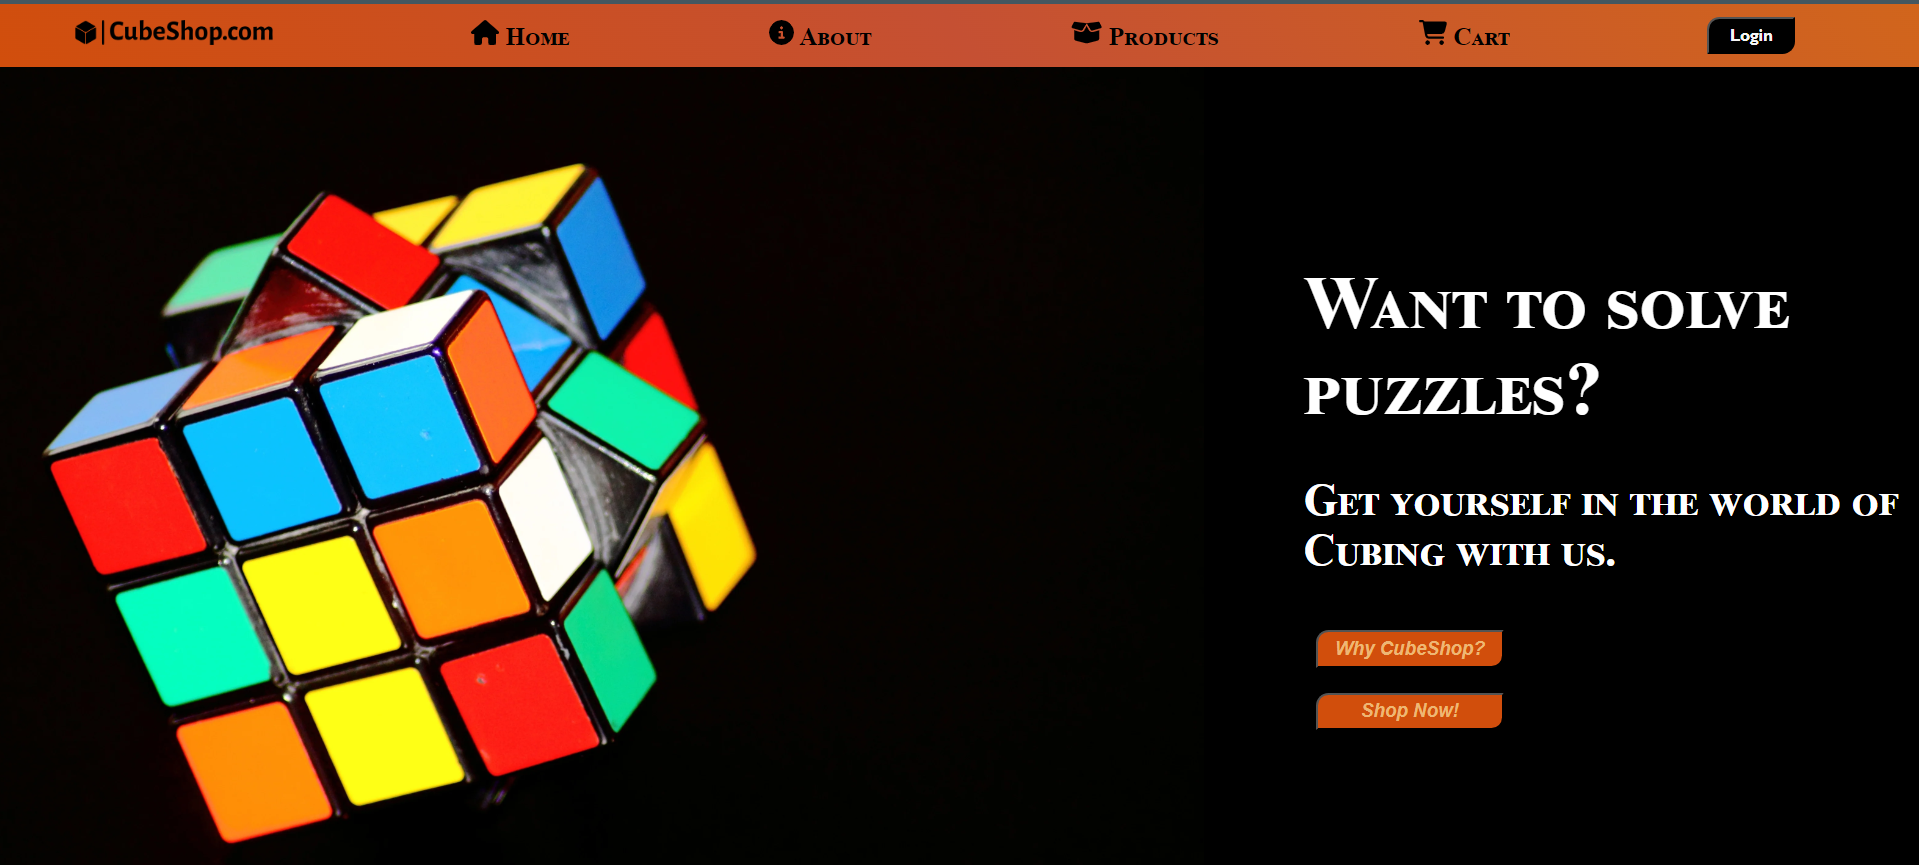 CubeShop.com
Home
About
Products
Cart
Login
Want to solve
puzzles?
Get yourself in the world of
Cubing with us.
Why CubeShop?
Shop Now!